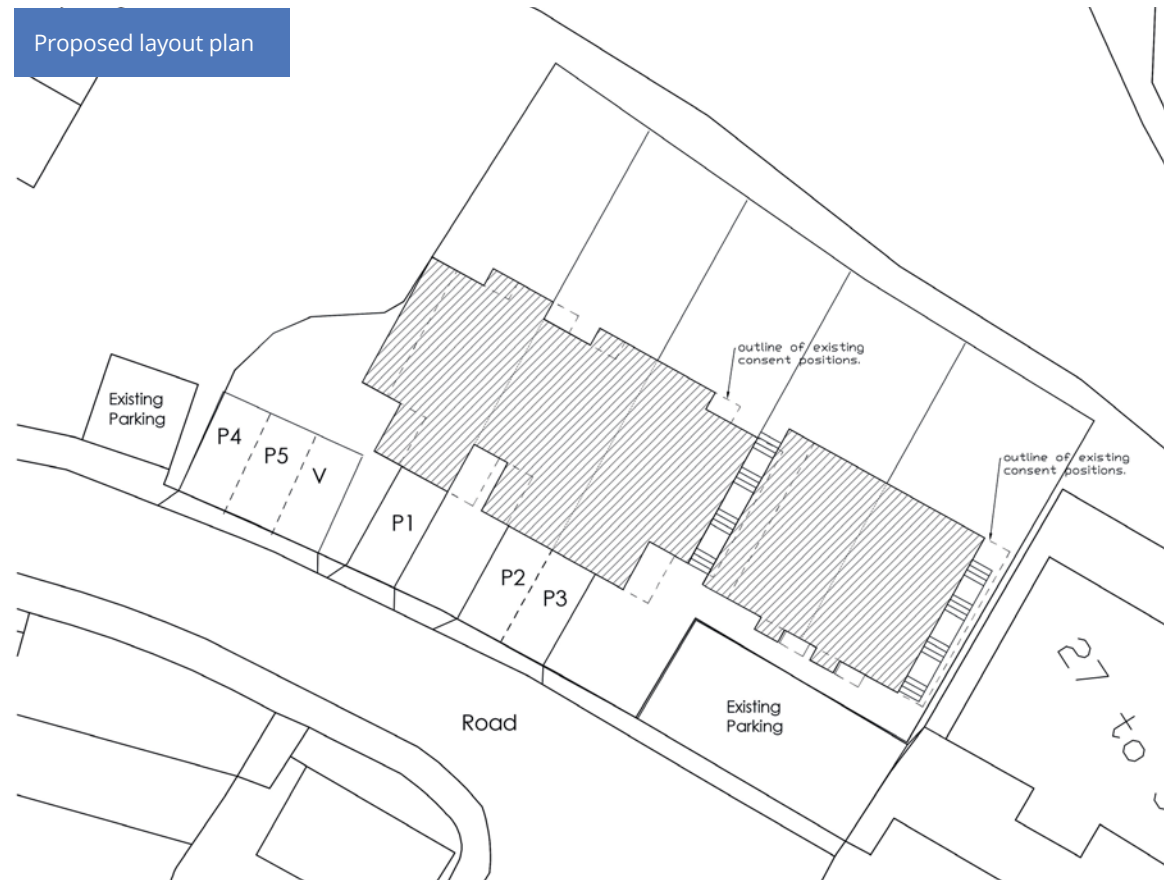 Proposed layout plan
outline of existing
consent positions.
Existing
Parking
P4
P5
V
outline of existing
consent positions.
P1
P2
P3
27
to
Existing
Parking
Road